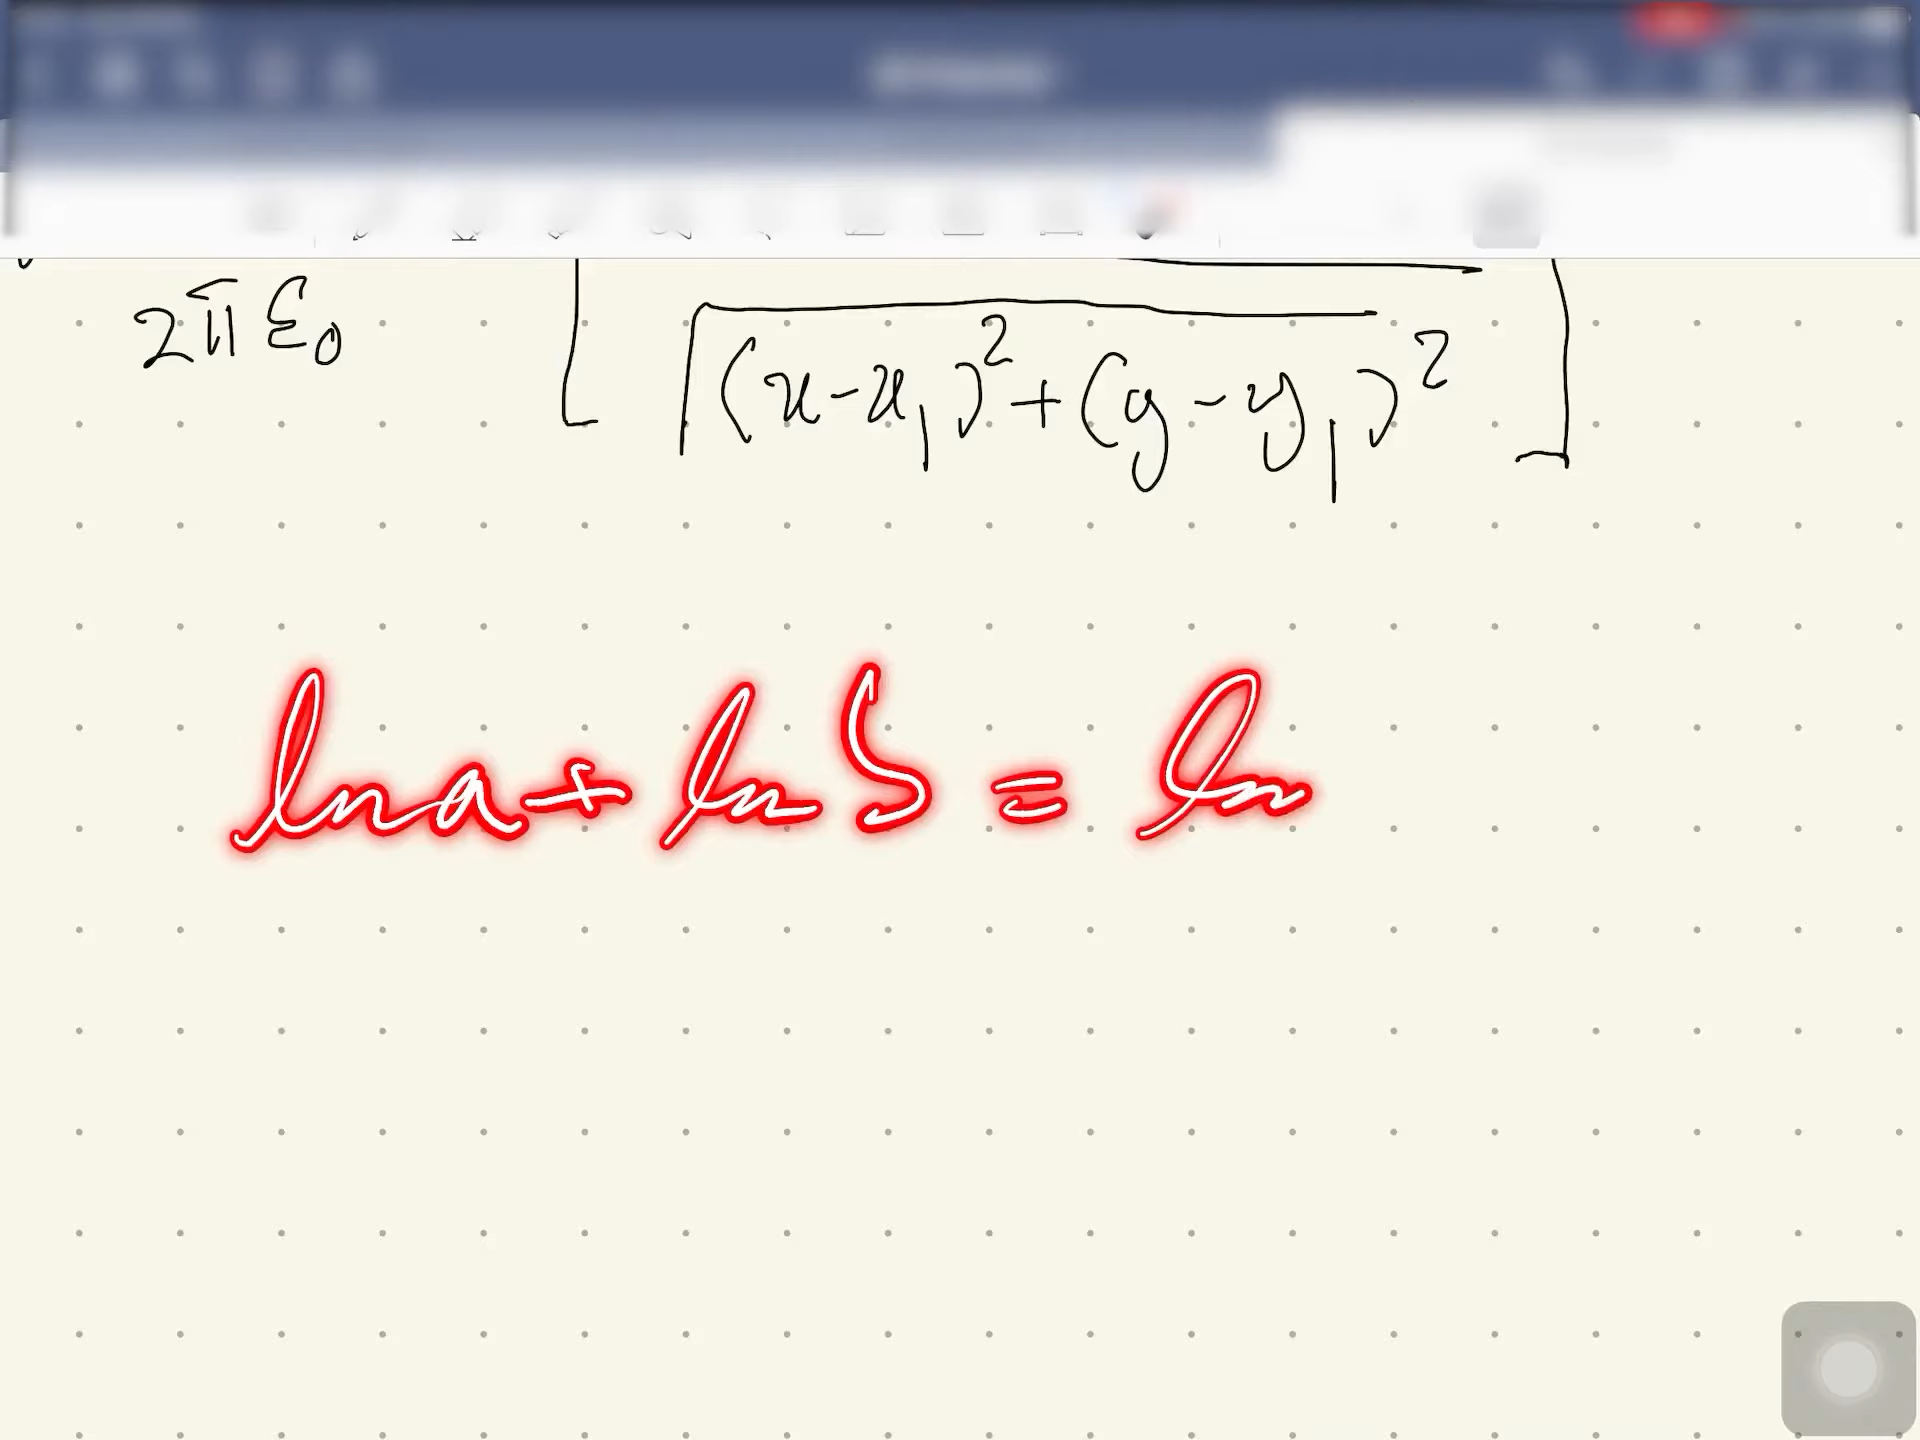 2π ε₀ [ √(x-x₁)² + (y-y₁)² ]
ln a + ln b = ln